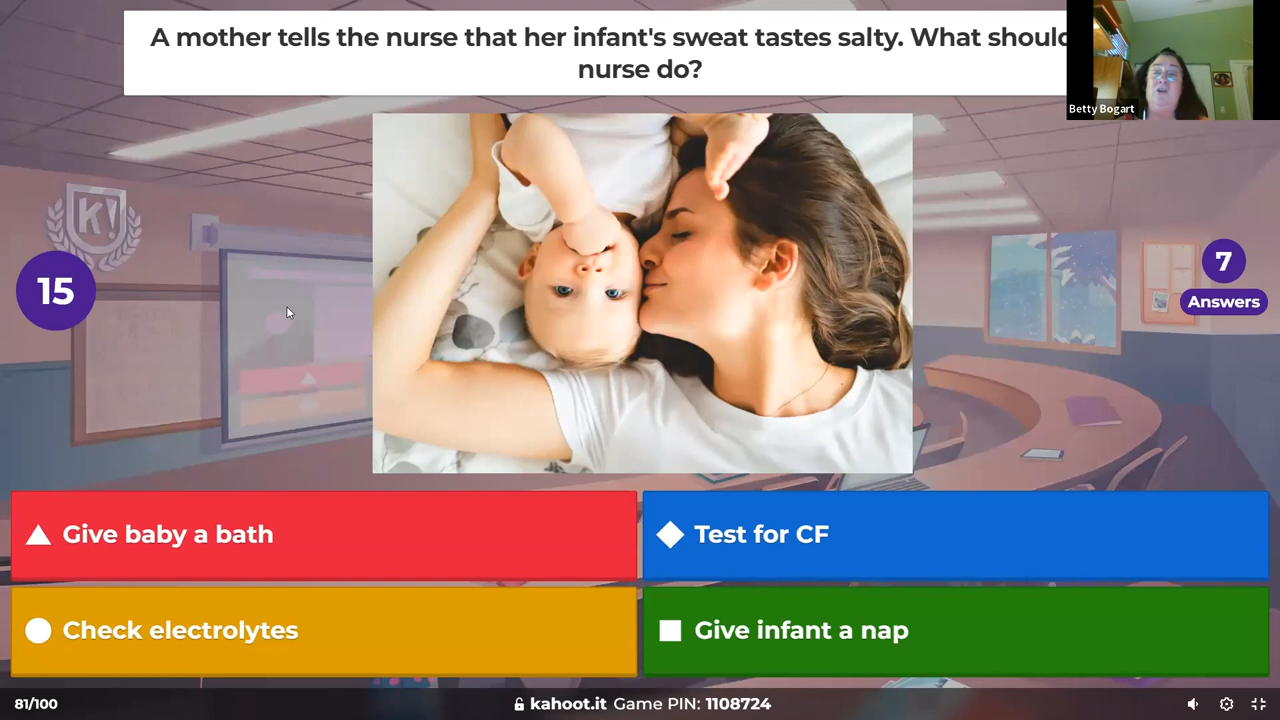 A mother tells the nurse that her infant's sweat tastes salty. What should
nurse do?
Betty Bogart
K!
15
7
Answers
Give baby a bath
Test for CF
Check electrolytes
Give infant a nap
81/100
kahoot.it Game PIN: 1108724